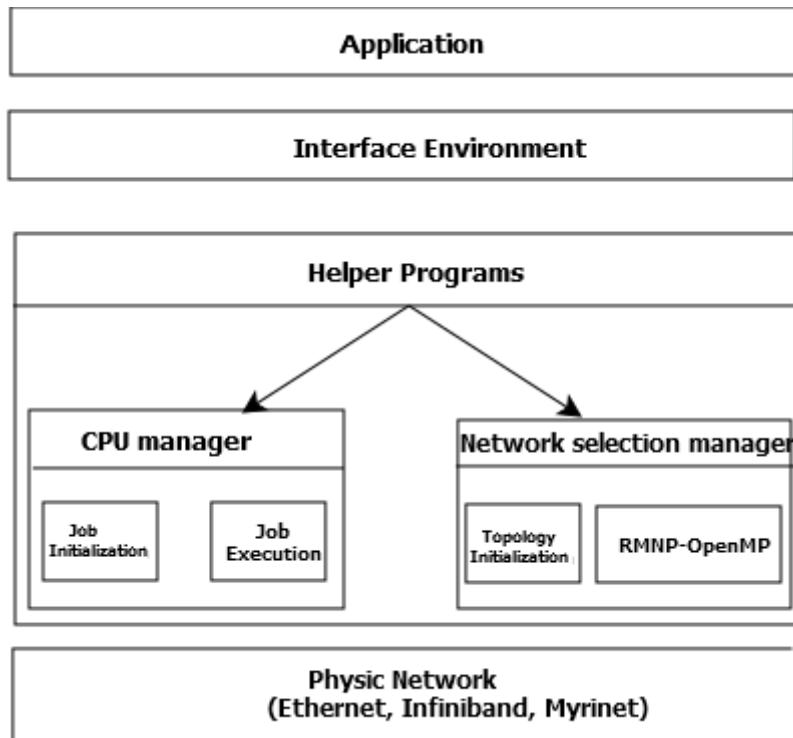 Application
Interface Environment
Helper Programs
CPU manager
Network selection manager
Job
Initialization
Job
Execution
Topology
Initialization
RMNP-OpenMP
Physic Network
(Ethernet, Infiniband, Myrinet)